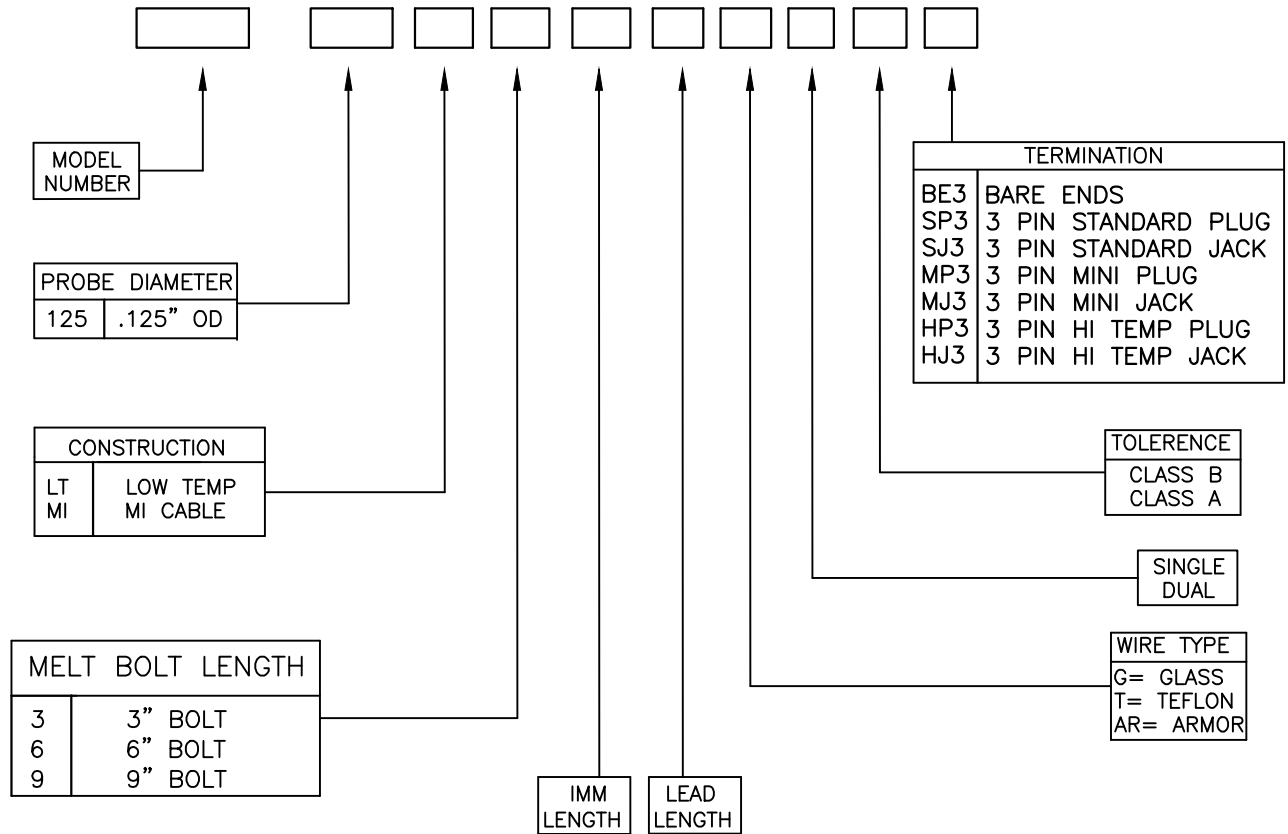 MODEL
NUMBER
PROBE DIAMETER
125 .125” OD
CONSTRUCTION
LT LOW TEMP
MI MI CABLE
MELT BOLT LENGTH
3 3” BOLT
6 6” BOLT
9 9” BOLT
IMM
LENGTH
LEAD
LENGTH
WIRE TYPE
G= GLASS
T= TEFLON
AR= ARMOR
SINGLE
DUAL
TOLERENCE
CLASS B
CLASS A
TERMINATION
BE3 BARE ENDS
SP3 3 PIN STANDARD PLUG
SJ3 3 PIN STANDARD JACK
MP3 3 PIN MINI PLUG
MJ3 3 PIN MINI JACK
HP3 3 PIN HI TEMP PLUG
HJ3 3 PIN HI TEMP JACK